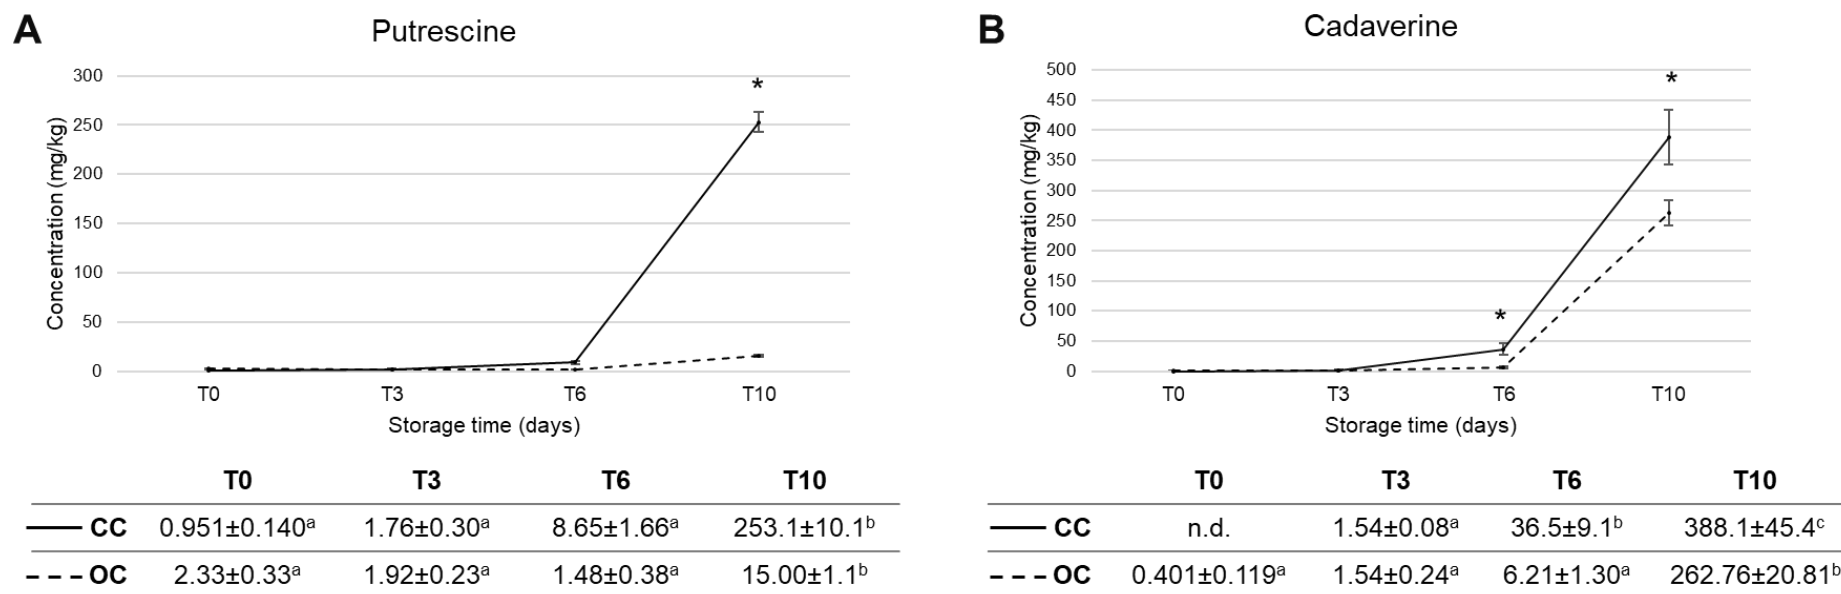 A
Putrescine
300
250
200
150
100
50
0
Concentration (mg/kg)
*
T0 T3 T6 T10
Storage time (days)
T0 T3 T6 T10
CC 0.951±0.140ᵃ 1.76±0.30ᵃ 8.65±1.66ᵃ 253.1±10.1ᵇ
OC 2.33±0.33ᵃ 1.92±0.23ᵃ 1.48±0.38ᵃ 15.00±1.1ᵇ
B
Cadaverine
500
450
400
350
300
250
200
150
100
50
0
Concentration (mg/kg)
*
*
T0 T3 T6 T10
Storage time (days)
T0 T3 T6 T10
CC n.d. 1.54±0.08ᵃ 36.5±9.1ᵇ 388.1±45.4ᶜ
OC 0.401±0.119ᵃ 1.54±0.24ᵃ 6.21±1.30ᵃ 262.76±20.81ᵇ